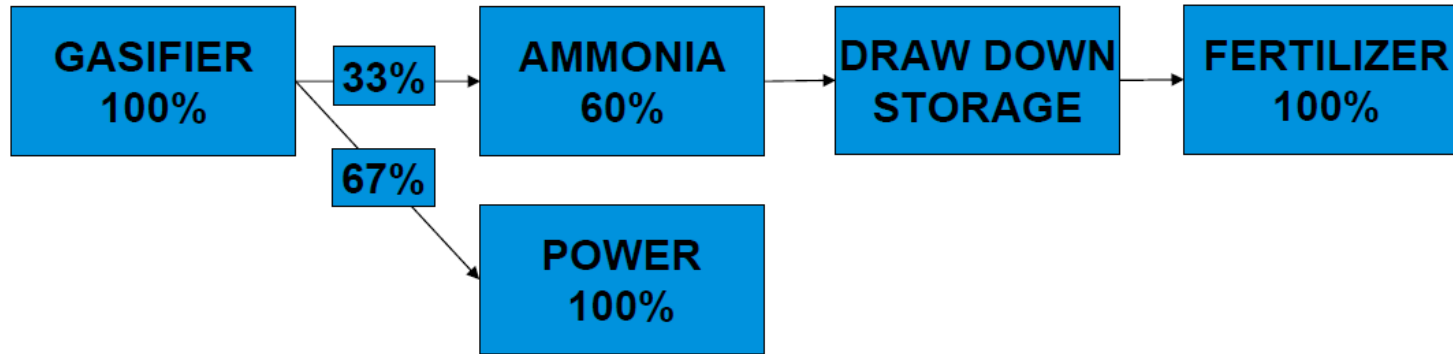 GASIFIER
100%
33%
AMMONIA
60%
DRAW DOWN
STORAGE
FERTILIZER
100%
67%
POWER
100%